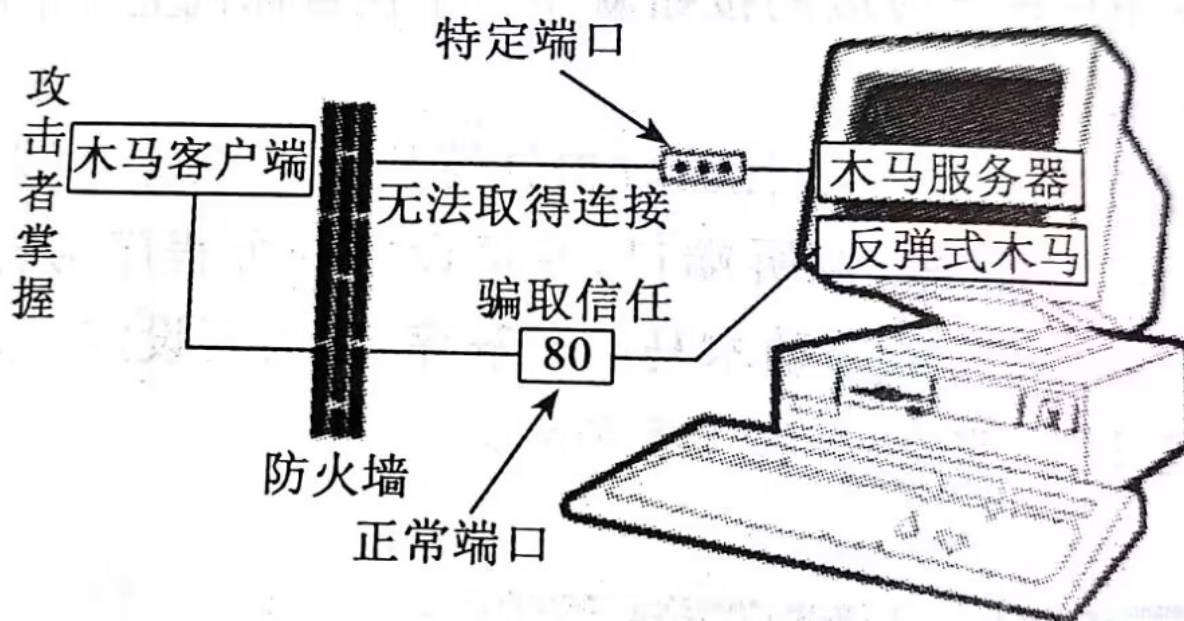 特定端口
攻击者掌握
木马客户端
无法取得连接
木马服务器
反弹式木马
骗取信任
80
防火墙
正常端口